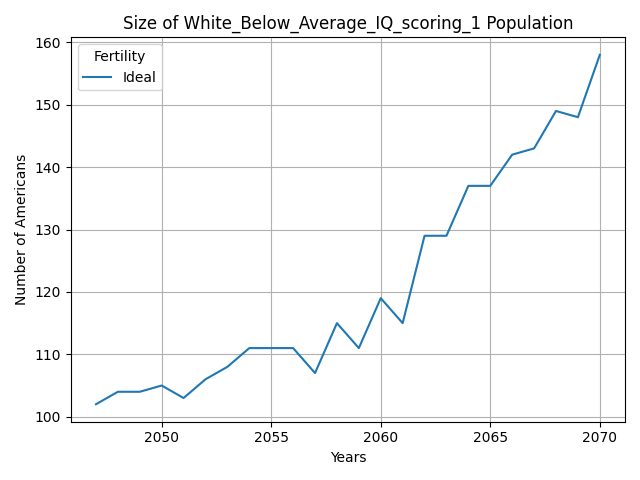 Size of White_Below_Average_IQ_scoring_1 Population
Fertility
Ideal
Number of Americans
160
150
140
130
120
110
100
2050
2055
2060
2065
2070
Years